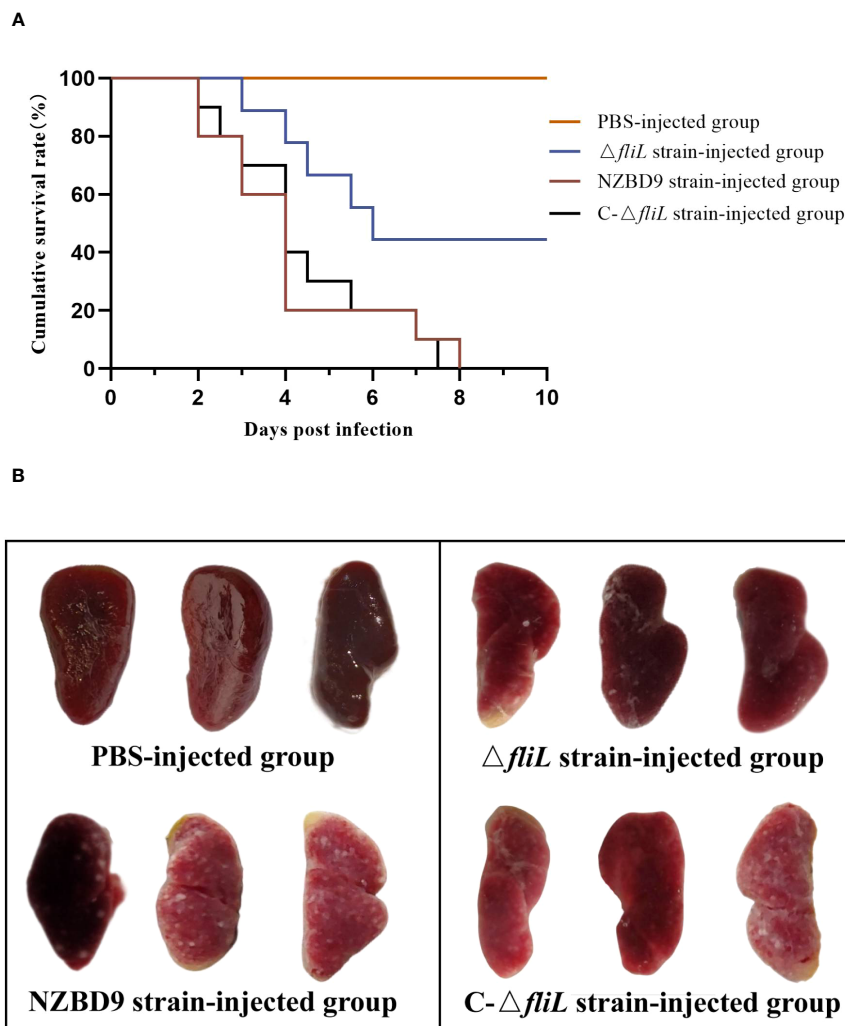 A
Cumulative survival rate(%)
100
80
60
40
20
0
0 2 4 6 8 10
Days post infection
PBS-injected group
△fliL strain-injected group
NZBD9 strain-injected group
C-△fliL strain-injected group
B
PBS-injected group
△fliL strain-injected group
NZBD9 strain-injected group
C-△fliL strain-injected group